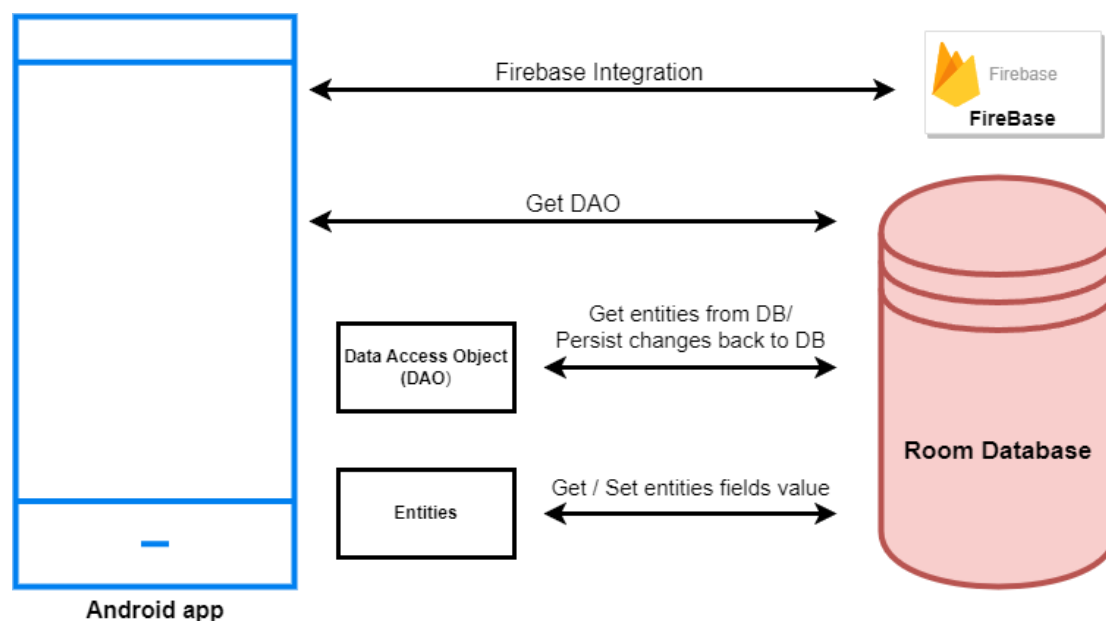 Firebase Integration
Firebase
FireBase
Get DAO
Get entities from DB/
Persist changes back to DB
Data Access Object
(DAO)
Room Database
Get / Set entities fields value
Entities
Android app